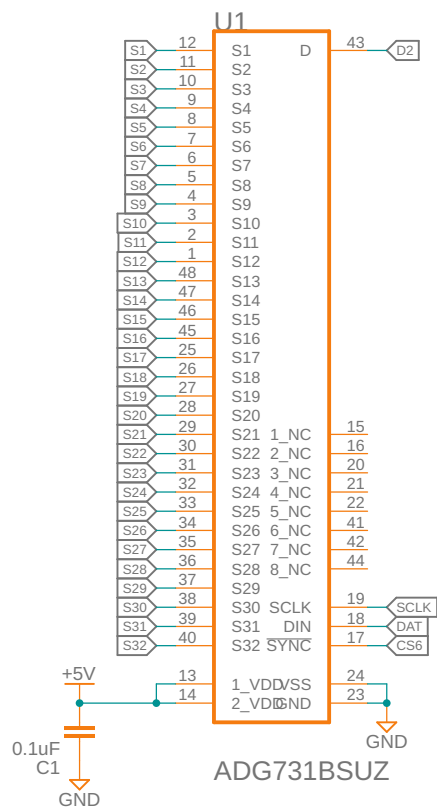 U1
S1 12 S1 D 43 D2
S2 11 S2
S3 10 S3
S4 9 S4
S5 8 S5
S6 7 S6
S7 6 S7
S8 5 S8
S9 4 S9
S10 3 S10
S11 2 S11
S12 1 S12
S13 48 S13
S14 47 S14
S15 46 S15
S16 45 S16
S17 25 S17
S18 26 S18
S19 27 S19
S20 28 S20
S21 29 S21 1_NC 15
S22 30 S22 2_NC 16
S23 31 S23 3_NC 20
S24 32 S24 4_NC 21
S25 33 S25 5_NC 22
S26 34 S26 6_NC 41
S27 35 S27 7_NC 42
S28 36 S28 8_NC 44
S29 37 S29
S30 38 S30 SCLK 19 SCLK
S31 39 S31 DIN 18 DAT
S32 40 S32 SYNC 17 CS6
+5V
13 1_VDD VSS 24
14 2_VDD GND 23
0.1uF
C1
GND
GND
ADG731BSUZ